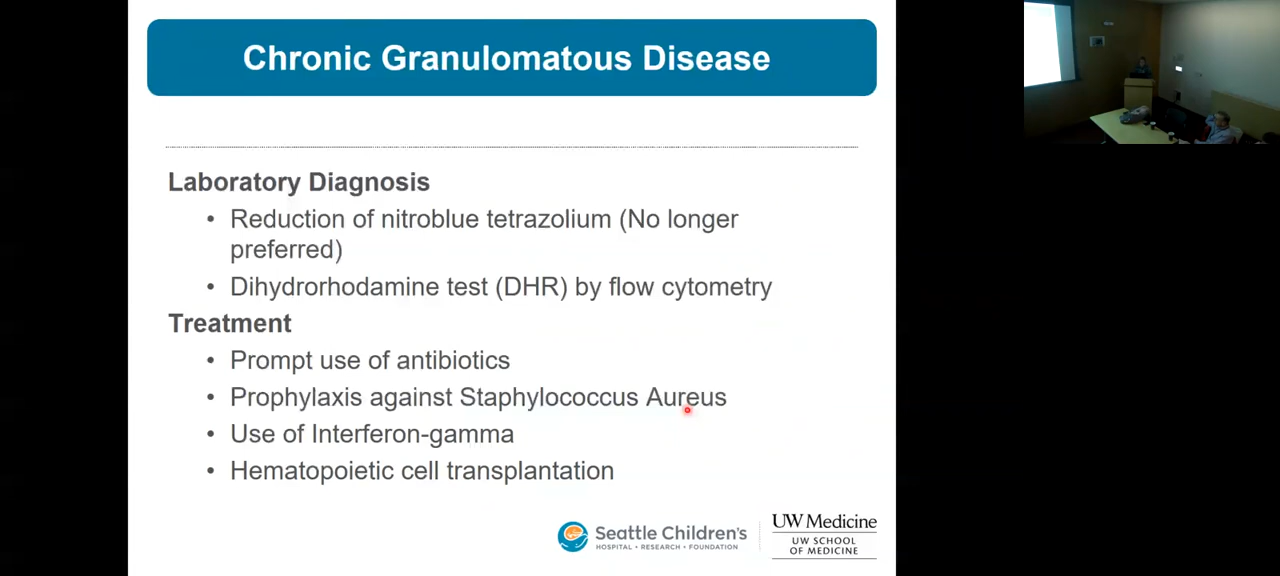 Chronic Granulomatous Disease
Laboratory Diagnosis
• Reduction of nitroblue tetrazolium (No longer
preferred)
• Dihydrorhodamine test (DHR) by flow cytometry
Treatment
• Prompt use of antibiotics
• Prophylaxis against Staphylococcus Aureus
• Use of Interferon-gamma
• Hematopoietic cell transplantation
Seattle Children's
HOSPITAL • RESEARCH • FOUNDATION
UW Medicine
UW SCHOOL
OF MEDICINE